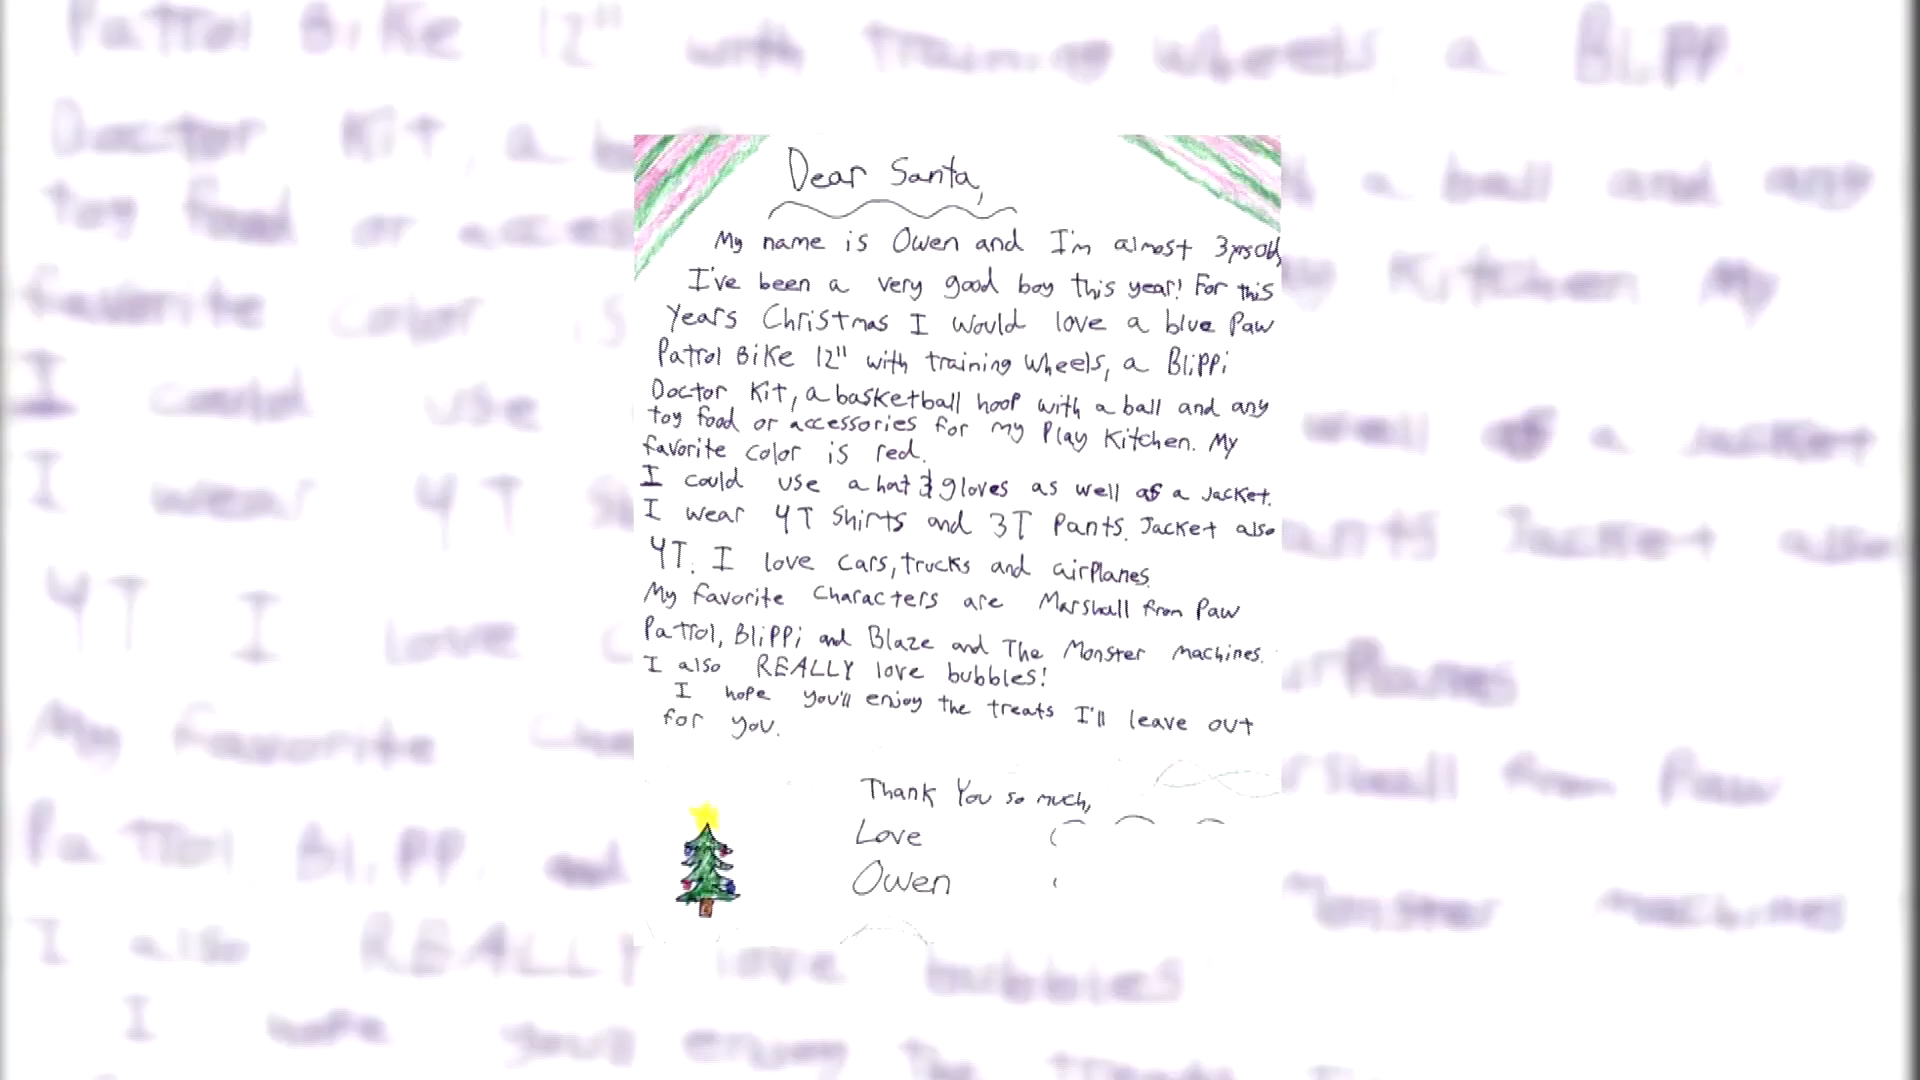 Dear Santa,
My name is Owen and I'm almost 3yrs old,
I've been a very good boy this year! For this
Years Christmas I would love a blue Paw
Patrol Bike 12" with training wheels, a Blippi
Doctor Kit, a basketball hoop with a ball and any
toy food or accessories for my Play Kitchen. My
favorite color is red.
I could use a hat & gloves as well as a Jacket.
I wear 4T Shirts and 3T Pants. Jacket also
4T. I love cars, trucks and airplanes.
My favorite Characters are Marshall from Paw
Patrol, Blippi and Blaze and The Monster machines.
I also REALLY love bubbles!
I hope you'll enjoy the treats I'll leave out
for you.
Thank You so much,
Love
Owen